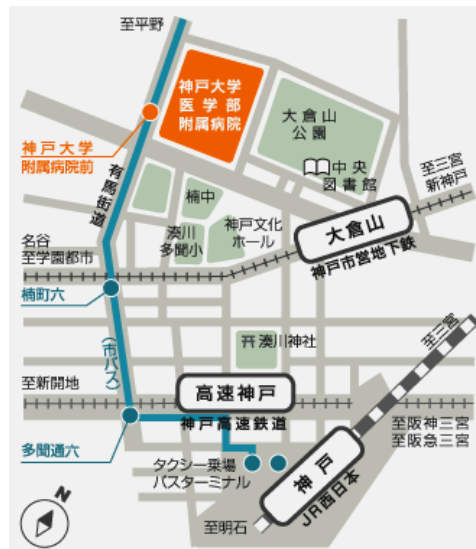 至平野
神戸大学
医学部
附属病院
大倉山
公園
神戸大学
附属病院前
中央
図書館
至三宮
新神戸
有馬街道
楠中
湊川
多聞小
神戸文化
ホール
大倉山
神戸市営地下鉄
名谷
至学園都市
楠町六
(市バス)
湊川神社
至三宮
至新開地
高速神戸
神戸高速鉄道
至阪神三宮
至阪急三宮
多聞通六
タクシー乗場
バスターミナル
神戸
JR西日本
至明石
N